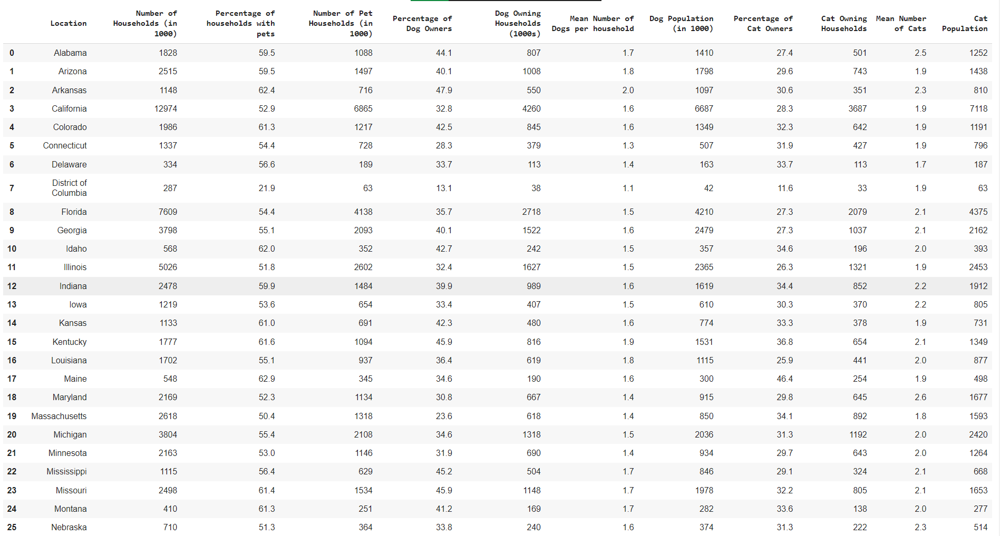 Location Number of Households (in 1000) Percentage of households with pets Number of Pet Households (in 1000) Percentage of Dog Owners Dog Owning Households (1000s) Mean Number of Dogs per household Dog Population (in 1000) Percentage of Cat Owners Cat Owning Households Mean Number of Cats Cat Population
0 Alabama 1828 59.5 1088 44.1 807 1.7 1410 27.4 501 2.5 1252
1 Arizona 2515 59.5 1497 40.1 1008 1.8 1798 29.6 743 1.9 1438
2 Arkansas 1148 62.4 716 47.9 550 2.0 1097 30.6 351 2.3 810
3 California 12974 52.9 6865 32.8 4260 1.6 6687 28.3 3687 1.9 7118
4 Colorado 1986 61.3 1217 42.5 845 1.6 1349 32.3 642 1.9 1191
5 Connecticut 1337 54.4 728 28.3 379 1.3 507 31.9 427 1.9 796
6 Delaware 334 56.6 189 33.7 113 1.4 163 33.7 113 1.7 187
7 District of Columbia 287 21.9 63 13.1 38 1.1 42 11.6 33 1.9 63
8 Florida 7609 54.4 4138 35.7 2718 1.5 4210 27.3 2079 2.1 4375
9 Georgia 3798 55.1 2093 40.1 1522 1.6 2479 27.3 1037 2.1 2162
10 Idaho 568 62.0 352 42.7 242 1.5 357 34.6 196 2.0 393
11 Illinois 5026 51.8 2602 32.4 1627 1.5 2365 26.3 1321 1.9 2453
12 Indiana 2478 59.9 1484 39.9 989 1.6 1619 34.4 852 2.2 1912
13 Iowa 1219 53.6 654 33.4 407 1.5 610 30.3 370 2.2 805
14 Kansas 1133 61.0 691 42.3 480 1.6 774 33.3 378 1.9 731
15 Kentucky 1777 61.6 1094 45.9 816 1.9 1531 36.8 654 2.1 1349
16 Louisiana 1702 55.1 937 36.4 619 1.8 1115 25.9 441 2.0 877
17 Maine 548 62.9 345 34.6 190 1.6 300 46.4 254 1.9 498
18 Maryland 2169 52.3 1134 30.8 667 1.4 915 29.8 645 2.6 1677
19 Massachusetts 2618 50.4 1318 23.6 618 1.4 850 34.1 892 1.8 1593
20 Michigan 3804 55.4 2108 34.6 1318 1.5 2036 31.3 1192 2.0 2420
21 Minnesota 2163 53.0 1146 31.9 690 1.4 934 29.7 643 2.0 1264
22 Mississippi 1115 56.4 629 45.2 504 1.7 846 29.1 324 2.1 668
23 Missouri 2498 61.4 1534 45.9 1148 1.7 1978 32.2 805 2.1 1653
24 Montana 410 61.3 251 41.2 169 1.7 282 33.6 138 2.0 277
25 Nebraska 710 51.3 364 33.8 240 1.6 374 31.3 222 2.3 514